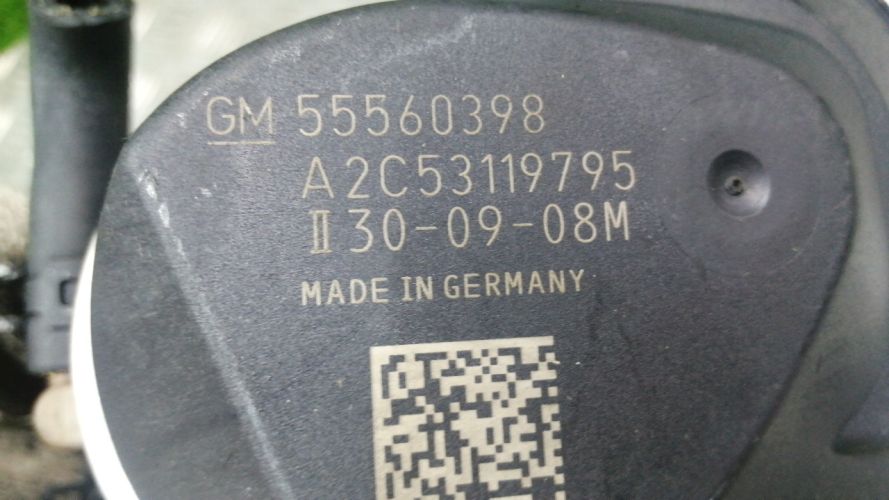 GM 55560398
A2C53119795
II 30-09-08M
MADE IN GERMANY